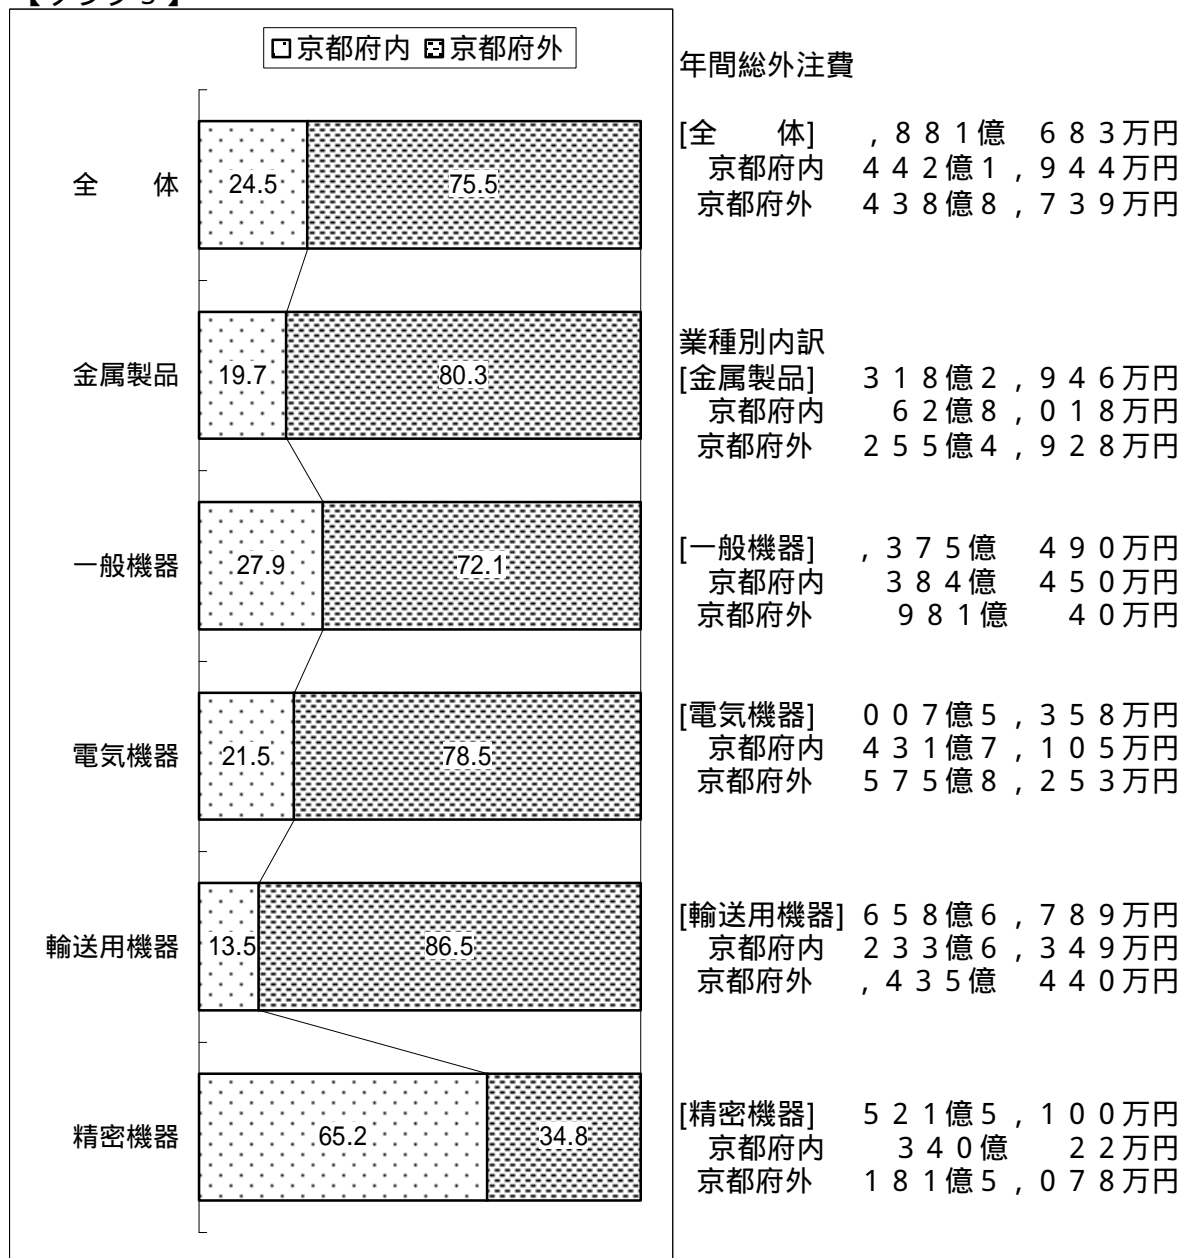 □京都府内 京都府外
年間総外注費
[全　　体]　,８８１億　６８３万円
京都府内　４４２億１,９４４万円
京都府外　４３８億８,７３９万円
全　　体 24.5 75.5
業種別内訳
[金属製品]　３１８億２,９４６万円
京都府内　６２億８,０１８万円
京都府外　２５５億４,９２８万円
金属製品 19.7 80.3
[一般機器]　,３７５億　４９０万円
京都府内　３８４億　４５０万円
京都府外　９８１億　４０万円
一般機器 27.9 72.1
[電気機器]　００７億５,３５８万円
京都府内　４３１億７,１０５万円
京都府外　５７５億８,２５３万円
電気機器 21.5 78.5
[輸送用機器]６５８億６,７８９万円
京都府内　２３３億６,３４９万円
京都府外　,４３５億　４４０万円
輸送用機器 13.5 86.5
[精密機器]　５２１億５,１００万円
京都府内　３４０億　２２万円
京都府外　１８１億５,０７８万円
精密機器 65.2 34.8